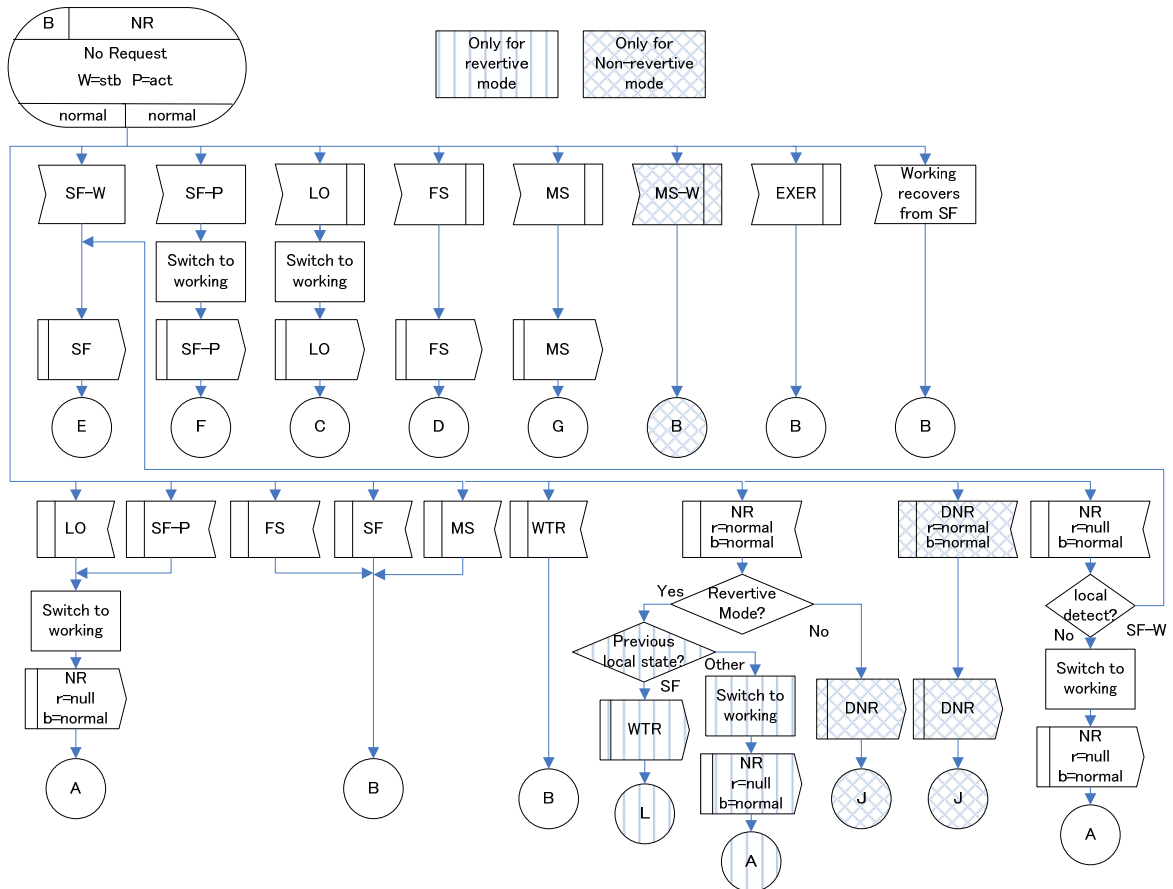 B NR
No Request
W=stb P=act
normal normal
Only for
revertive
mode
Only for
Non-revertive
mode
SF-W
SF-P
LO
FS
MS
MS-W
EXER
Working
recovers
from SF
Switch to
working
Switch to
working
SF
SF-P
LO
FS
MS
E
F
C
D
G
B
B
B
LO
SF-P
FS
SF
MS
WTR
NR
r=normal
b=normal
DNR
r=normal
b=normal
NR
r=null
b=normal
Switch to
working
NR
r=null
b=normal
A
B
B
Yes
Revertive
Mode?
No
Previous
local state?
Other
SF
WTR
L
Switch to
working
NR
r=null
b=normal
A
DNR
J
DNR
J
local
detect?
No
SF-W
Switch to
working
NR
r=null
b=normal
A